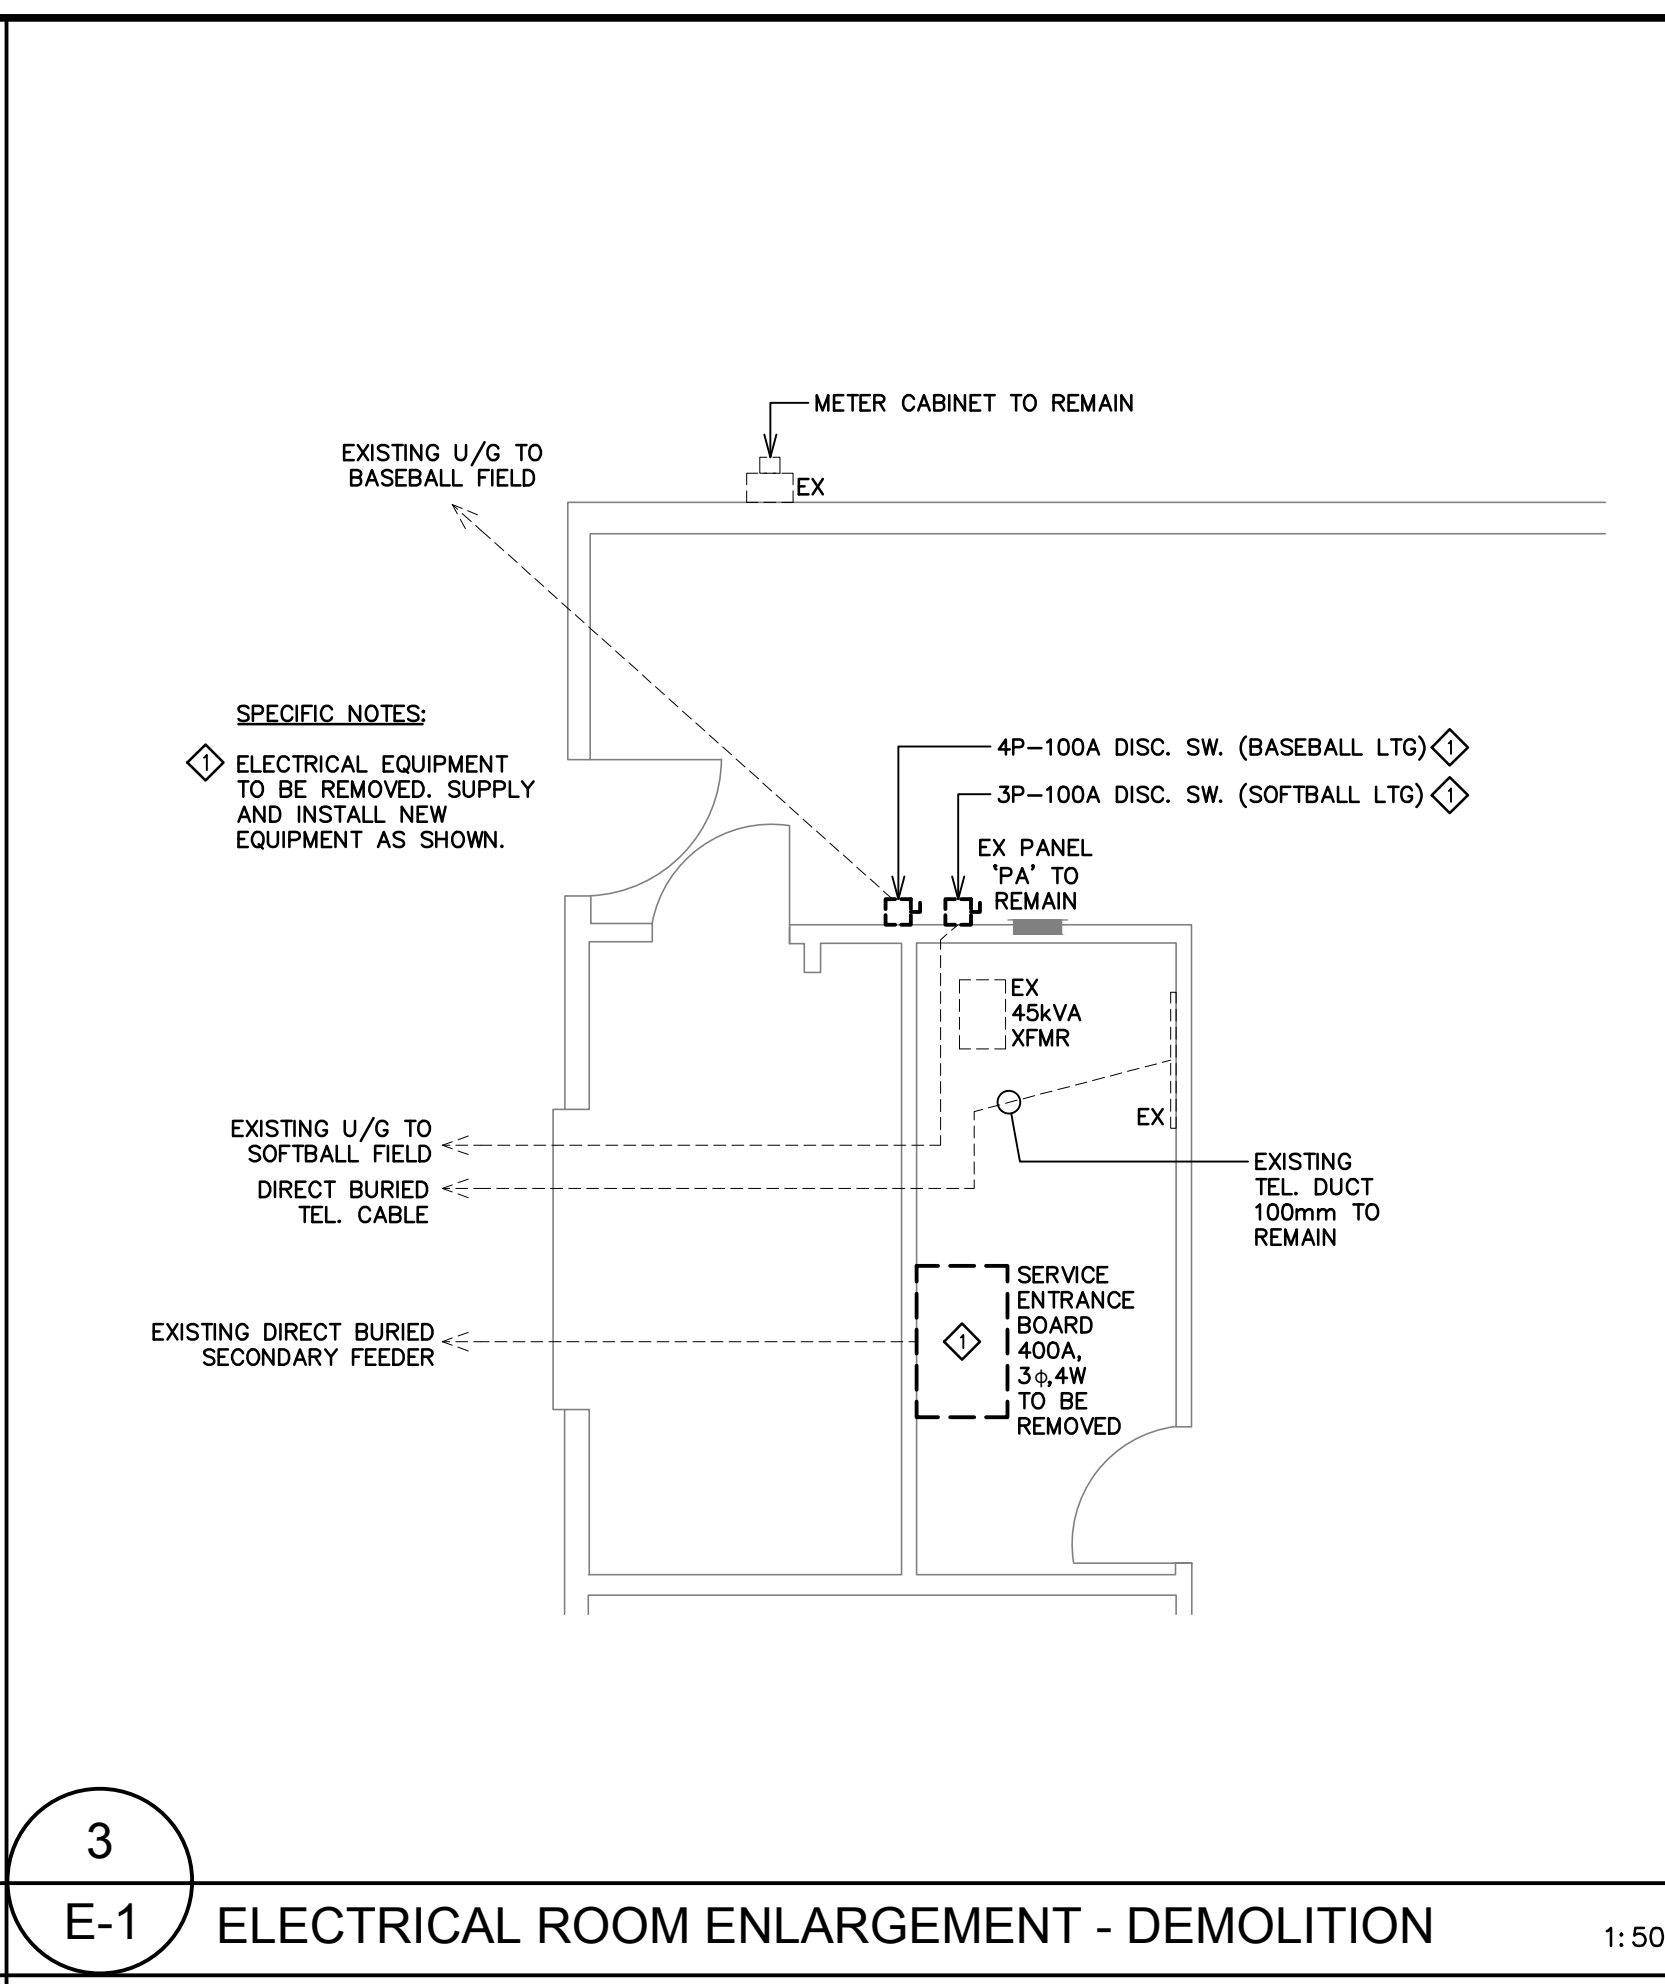 METER CABINET TO REMAIN
EXISTING U/G TO
BASEBALL FIELD
EX
SPECIFIC NOTES:
1 ELECTRICAL EQUIPMENT
TO BE REMOVED. SUPPLY
AND INSTALL NEW
EQUIPMENT AS SHOWN.
4P-100A DISC. SW. (BASEBALL LTG) 1
3P-100A DISC. SW. (SOFTBALL LTG) 1
EX PANEL
'PA' TO
REMAIN
EX
45kVA
XFMR
EX
EXISTING U/G TO
SOFTBALL FIELD
DIRECT BURIED
TEL. CABLE
EXISTING
TEL. DUCT
100mm TO
REMAIN
EXISTING DIRECT BURIED
SECONDARY FEEDER
1
SERVICE
ENTRANCE
BOARD
400A,
3ϕ,4W
TO BE
REMOVED
3
E-1
ELECTRICAL ROOM ENLARGEMENT - DEMOLITION
1:50